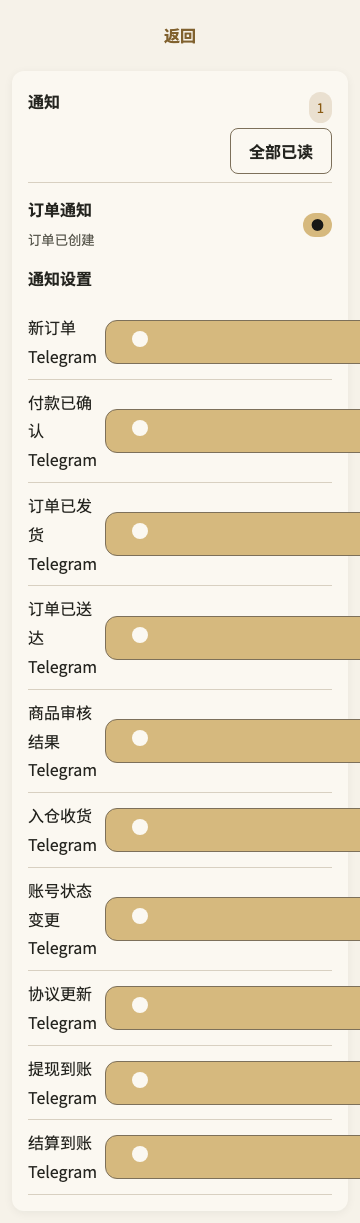 返回
通知
1
全部已读
订单通知
订单已创建
通知设置
新订单
Telegram
付款已确
认
Telegram
订单已发
货
Telegram
订单已送
达
Telegram
商品审核
结果
Telegram
入仓收货
Telegram
账号状态
变更
Telegram
协议更新
Telegram
提现到账
Telegram
结算到账
Telegram